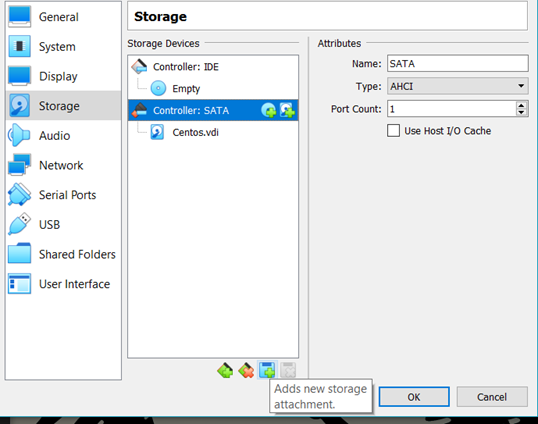 General
System
Display
Storage
Audio
Network
Serial Ports
USB
Shared Folders
User Interface
Storage
Storage Devices
Controller: IDE
Empty
Controller: SATA
Centos.vdi
Attributes
Name: SATA
Type: AHCI
Port Count: 1
Use Host I/O Cache
Adds new storage
attachment.
OK
Cancel